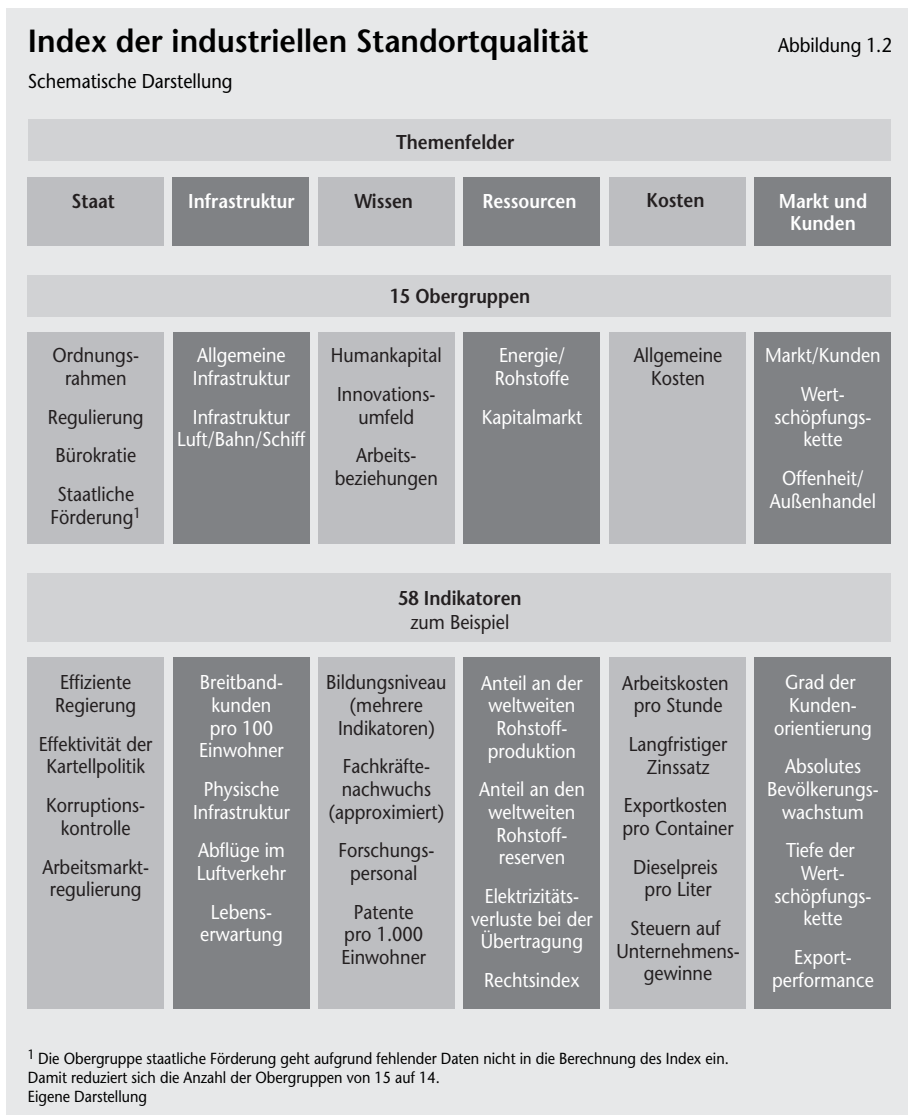 Index der industriellen Standortqualität
Abbildung 1.2
Schematische Darstellung
Themenfelder
Staat
Infrastruktur
Wissen
Ressourcen
Kosten
Markt und
Kunden
15 Obergruppen
Ordnungs-
rahmen
Regulierung
Bürokratie
Staatliche
Förderung¹
Allgemeine
Infrastruktur
Infrastruktur
Luft/Bahn/Schiff
Humankapital
Innovations-
umfeld
Arbeits-
beziehungen
Energie/
Rohstoffe
Kapitalmarkt
Allgemeine
Kosten
Markt/Kunden
Wert-
schöpfungs-
kette
Offenheit/
Außenhandel
58 Indikatoren
zum Beispiel
Effiziente
Regierung
Effektivität der
Kartellpolitik
Korruptions-
kontrolle
Arbeitsmarkt-
regulierung
Breitband-
kunden
pro 100
Einwohner
Physische
Infrastruktur
Abflüge im
Luftverkehr
Lebens-
erwartung
Bildungsniveau
(mehrere
Indikatoren)
Fachkräfte-
nachwuchs
(approximiert)
Forschungs-
personal
Patente
pro 1.000
Einwohner
Anteil an der
weltweiten
Rohstoff-
produktion
Anteil an den
weltweiten
Rohstoff-
reserven
Elektrizitäts-
verluste bei der
Übertragung
Rechtsindex
Arbeitskosten
pro Stunde
Langfristiger
Zinssatz
Exportkosten
pro Container
Dieselpreis
pro Liter
Steuern auf
Unternehmens-
gewinne
Grad der
Kunden-
orientierung
Absolutes
Bevölkerungs-
wachstum
Tiefe der
Wert-
schöpfungs-
kette
Export-
performance
¹ Die Obergruppe staatliche Förderung geht aufgrund fehlender Daten nicht in die Berechnung des Index ein.
Damit reduziert sich die Anzahl der Obergruppen von 15 auf 14.
Eigene Darstellung